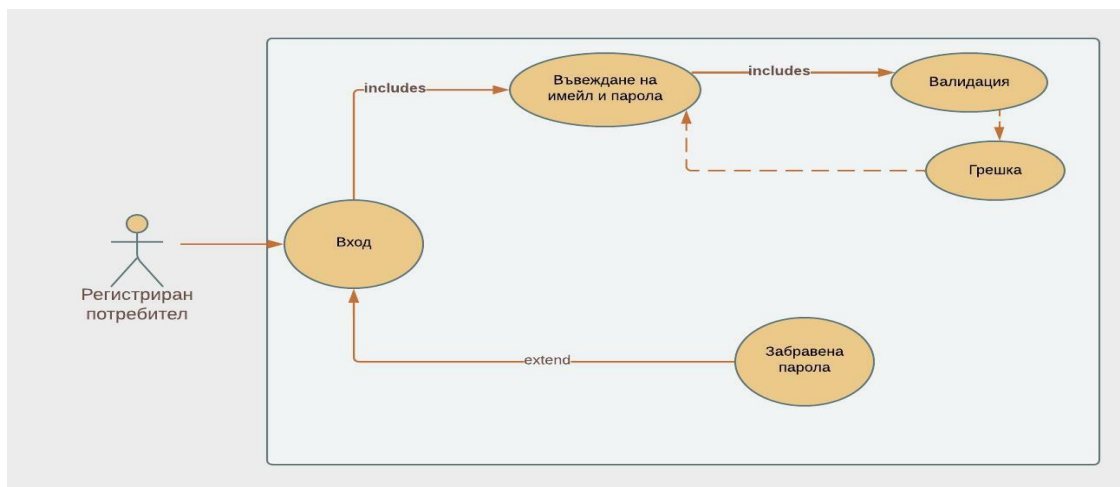 includes
Въвеждане на
имейл и парола
includes
Валидация
Грешка
Вход
Регистриран
потребител
extend
Забравена
парола